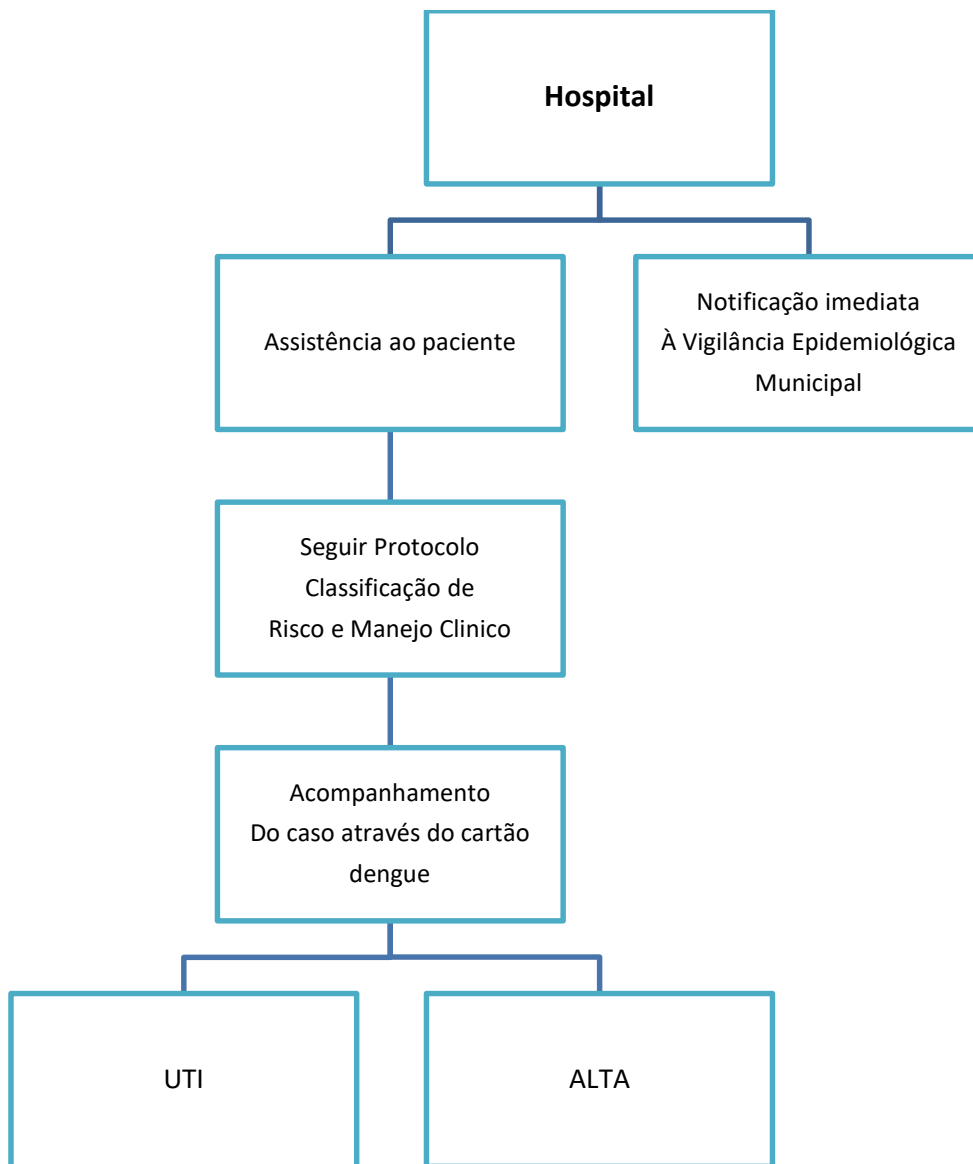 Hospital
Assistência ao paciente
Notificação imediata
À Vigilância Epidemiológica
Municipal
Seguir Protocolo
Classificação de
Risco e Manejo Clinico
Acompanhamento
Do caso através do cartão
dengue
UTI
ALTA